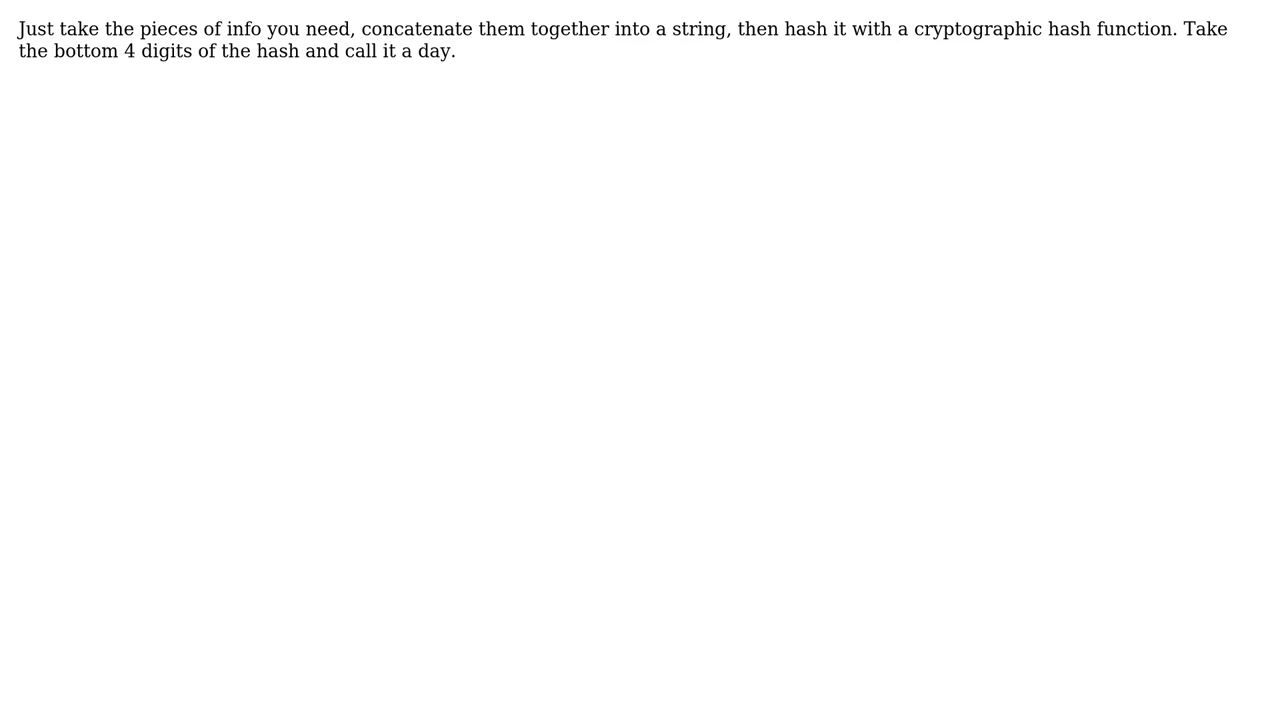 Just take the pieces of info you need, concatenate them together into a string, then hash it with a cryptographic hash function. Take
the bottom 4 digits of the hash and call it a day.